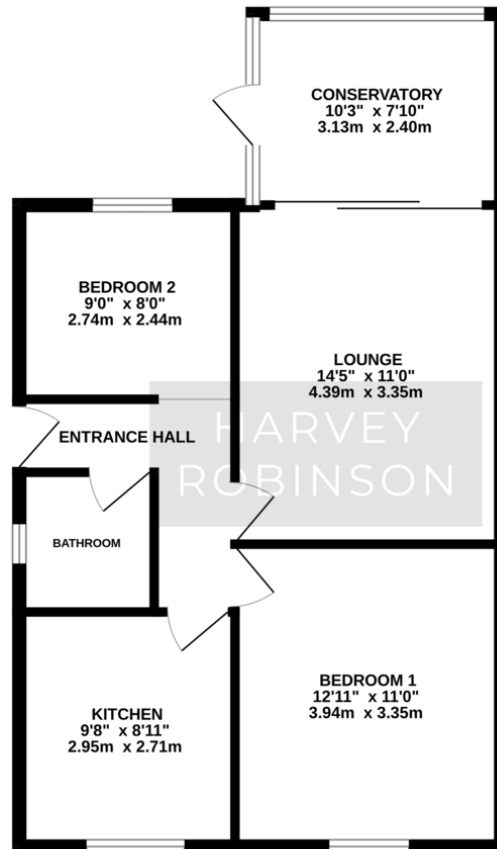 CONSERVATORY
10'3" x 7'10"
3.13m x 2.40m
BEDROOM 2
9'0" x 8'0"
2.74m x 2.44m
LOUNGE
14'5" x 11'0"
4.39m x 3.35m
HARVEY
ROBINSON
ENTRANCE HALL
BATHROOM
KITCHEN
9'8" x 8'11"
2.95m x 2.71m
BEDROOM 1
12'11" x 11'0"
3.94m x 3.35m